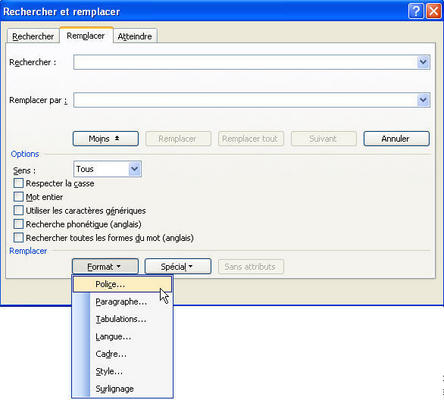 Rechercher et remplacer
Rechercher Remplacer Atteindre
Rechercher :
Remplacer par :
Moins Remplacer Remplacer tout Suivant Annuler
Options
Sens : Tous
Respecter la casse
Mot entier
Utiliser les caractères génériques
Recherche phonétique (anglais)
Rechercher toutes les formes du mot (anglais)
Remplacer
Format Spécial Sans attributs
Police...
Paragraphe...
Tabulations...
Langue...
Cadre...
Style...
Surlignage